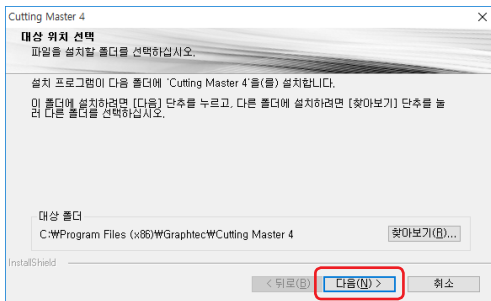 Cutting Master 4
대상 위치 선택
파일을 설치할 폴더를 선택하십시오.
설치 프로그램이 다음 폴더에 'Cutting Master 4'을(를) 설치합니다.
이 폴더에 설치하려면 [다음] 단추를 누르고, 다른 폴더에 설치하려면 [찾아보기] 단추를 눌
러 다른 폴더를 선택하십시오.
대상 폴더
C:₩Program Files (x86)₩Graphtec₩Cutting Master 4
찾아보기(R)...
InstallShield
< 뒤로(B)
다음(N) >
취소